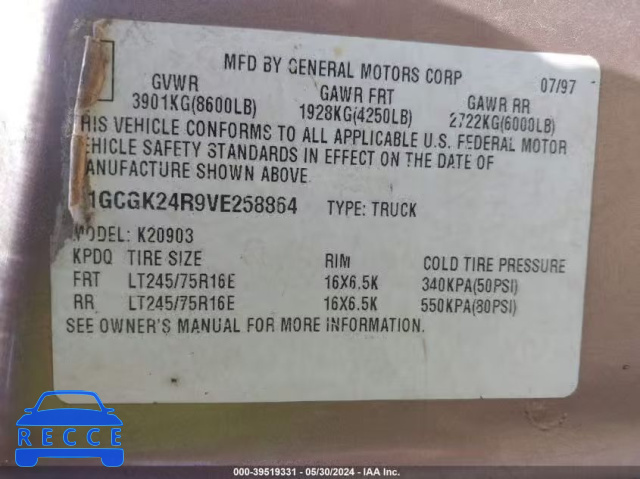 MFD BY GENERAL MOTORS CORP 07/97
GVWR GAWR FRT GAWR RR
3901KG(8600LB) 1928KG(4250LB) 2722KG(6000LB)
HIS VEHICLE CONFORMS TO ALL APPLICABLE U.S. FEDERAL MOTOR
EHICLE SAFETY STANDARDS IN EFFECT ON THE DATE OF
ANUFACTURE SHOWN ABOVE.
1GCGK24R9VE258864 TYPE: TRUCK
MODEL: K20903
KPDQ TIRE SIZE RIM COLD TIRE PRESSURE
FRT LT245/75R16E 16X6.5K 340KPA(50PSI)
RR LT245/75R16E 16X6.5K 550KPA(80PSI)
SEE OWNER'S MANUAL FOR MORE INFORMATION.
RECCE
000-39519331 - 05/30/2024 - IAA Inc.